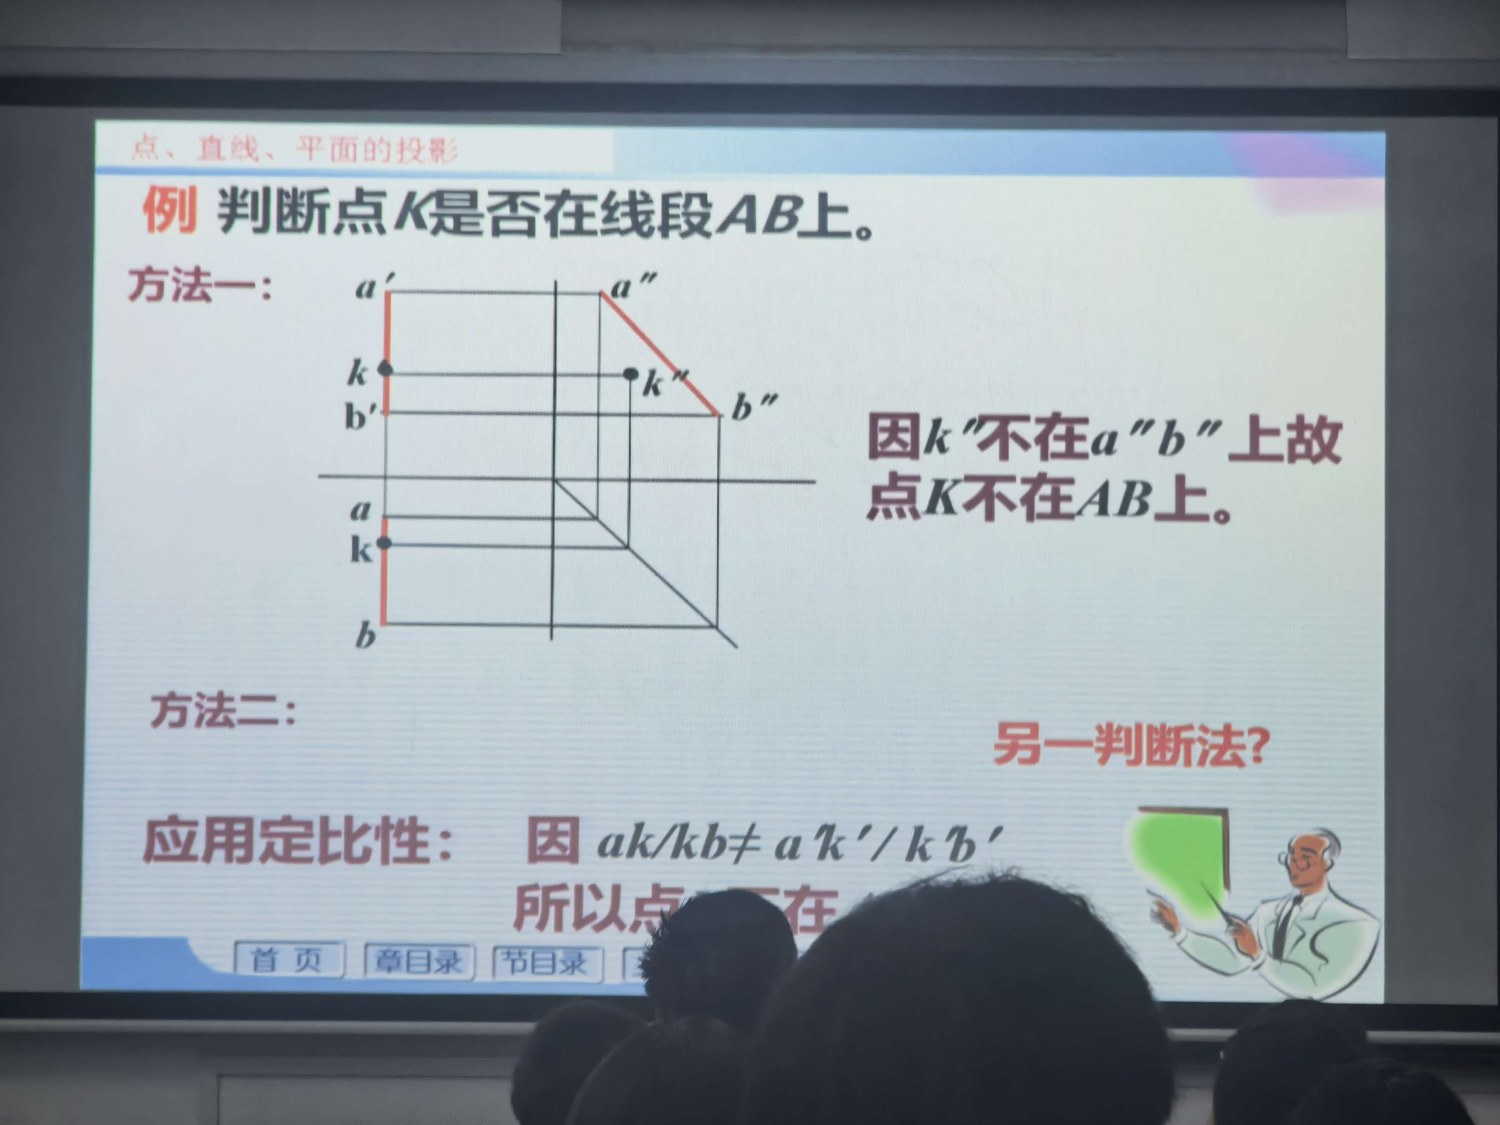 点、直线、平面的投影
例 判断点K是否在线段AB上。
方法一:
a′
a″
k
k″
b′
b″
因k″不在a″b″上故
点K不在AB上。
a
k
b
方法二:
另一判断法?
应用定比性: 因 ak/kb≠ a′k′/ k′b′
所以点 不在
首 页 章目录 节目录